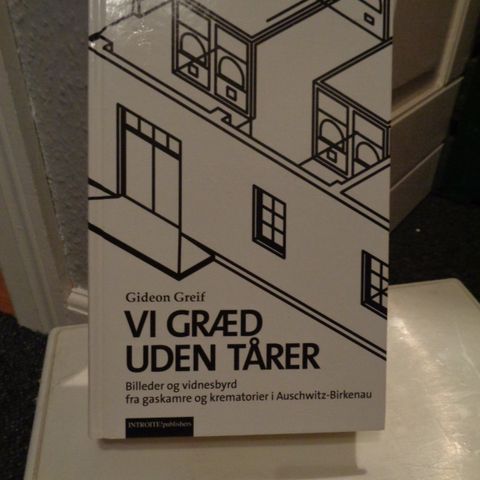 Gideon Greif
VI GRÆD
UDEN TÅRER
Billeder og vidnesbyrd
fra gaskamre og krematorier i Auschwitz-Birkenau
INTROITE! publishers